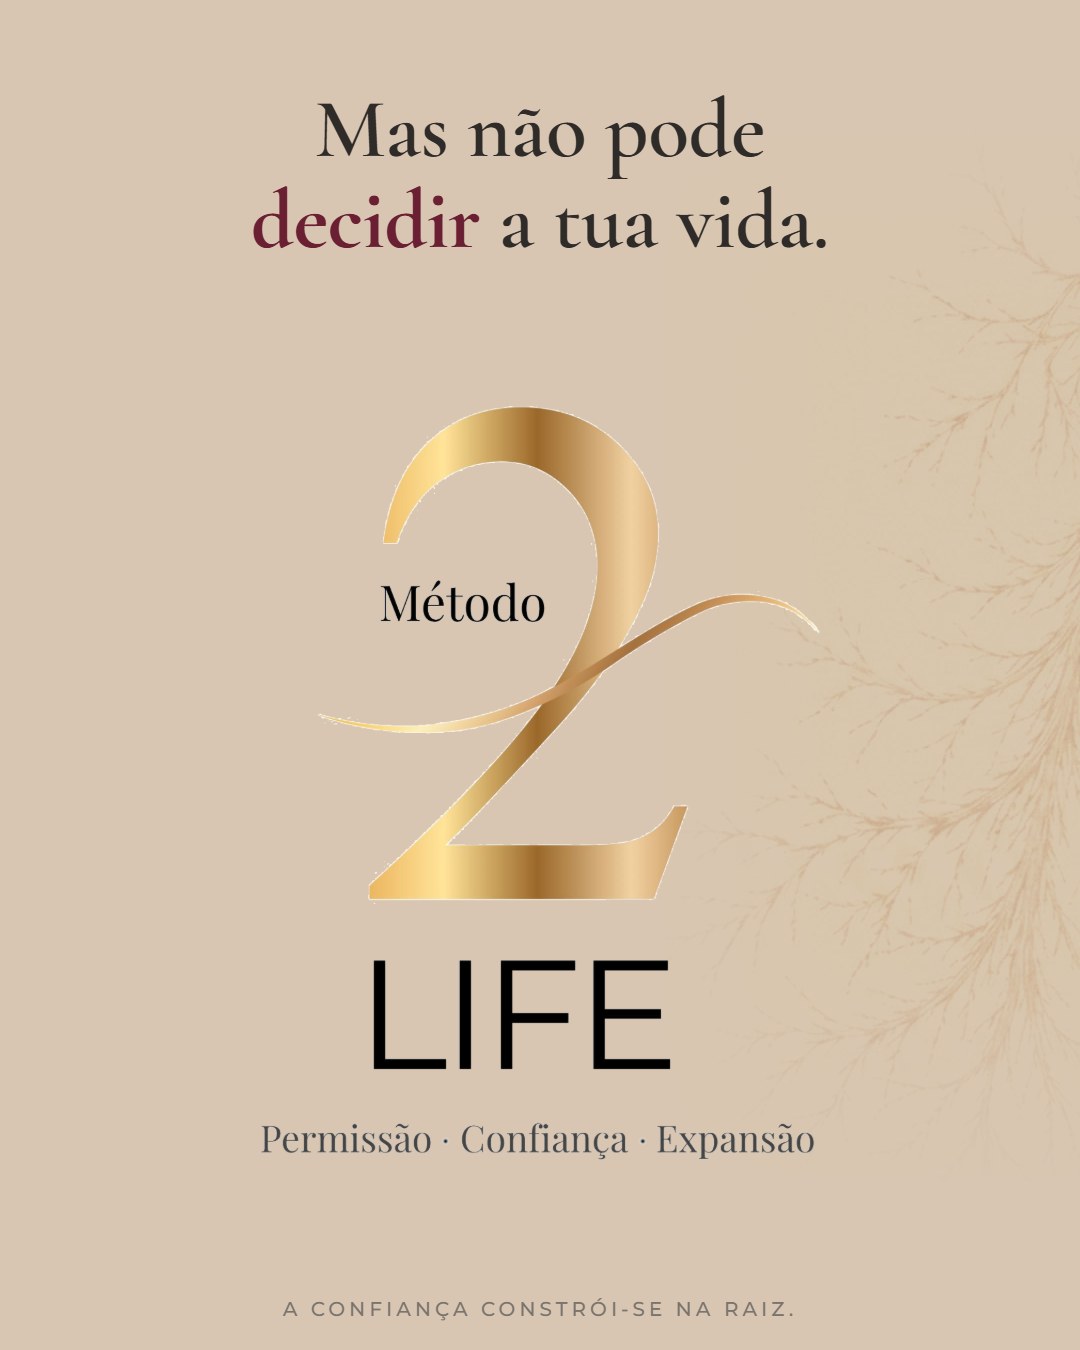 Mas não pode
decidir a tua vida.
Método
2
LIFE
Permissão · Confiança · Expansão
A CONFIANÇA CONSTRÓI-SE NA RAIZ.